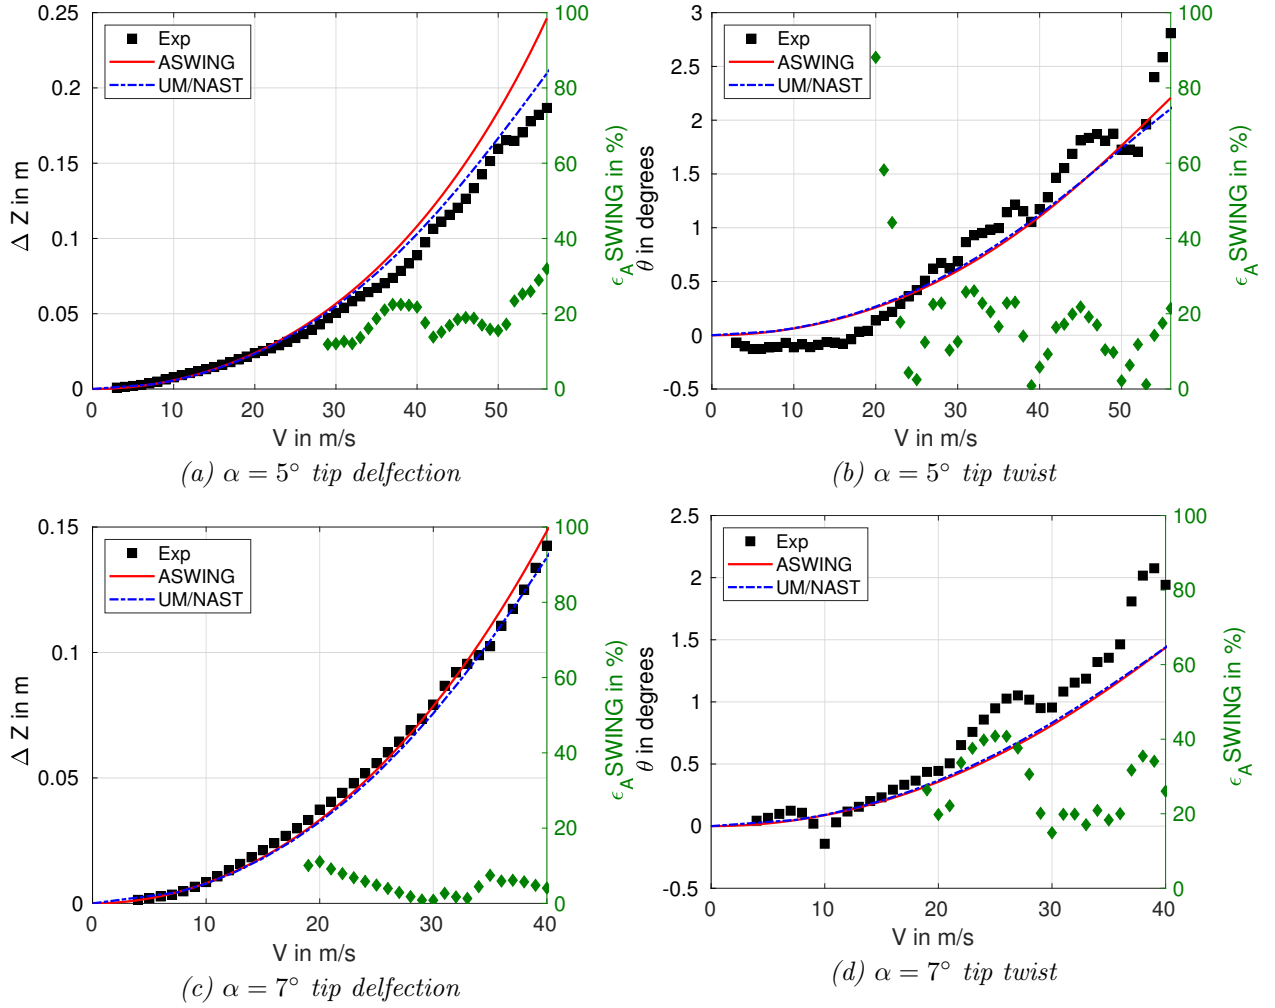 0.25
0.2
0.15
0.1
0.05
0
Δ Z in m
Exp
ASWING
UM/NAST
100
80
60
40
20
0
ϵ_A SWING in %)
0 10 20 30 40 50
V in m/s
(a) α = 5° tip delfection
3
2.5
2
1.5
1
0.5
0
-0.5
θ in degrees
Exp
ASWING
UM/NAST
100
80
60
40
20
0
ϵ_A SWING in %)
0 10 20 30 40 50
V in m/s
(b) α = 5° tip twist
0.15
0.1
0.05
0
Δ Z in m
Exp
ASWING
UM/NAST
100
80
60
40
20
0
ϵ_A SWING in %)
0 10 20 30 40
V in m/s
(c) α = 7° tip delfection
2.5
2
1.5
1
0.5
0
-0.5
θ in degrees
Exp
ASWING
UM/NAST
100
80
60
40
20
0
ϵ_A SWING in %)
0 10 20 30 40
V in m/s
(d) α = 7° tip twist